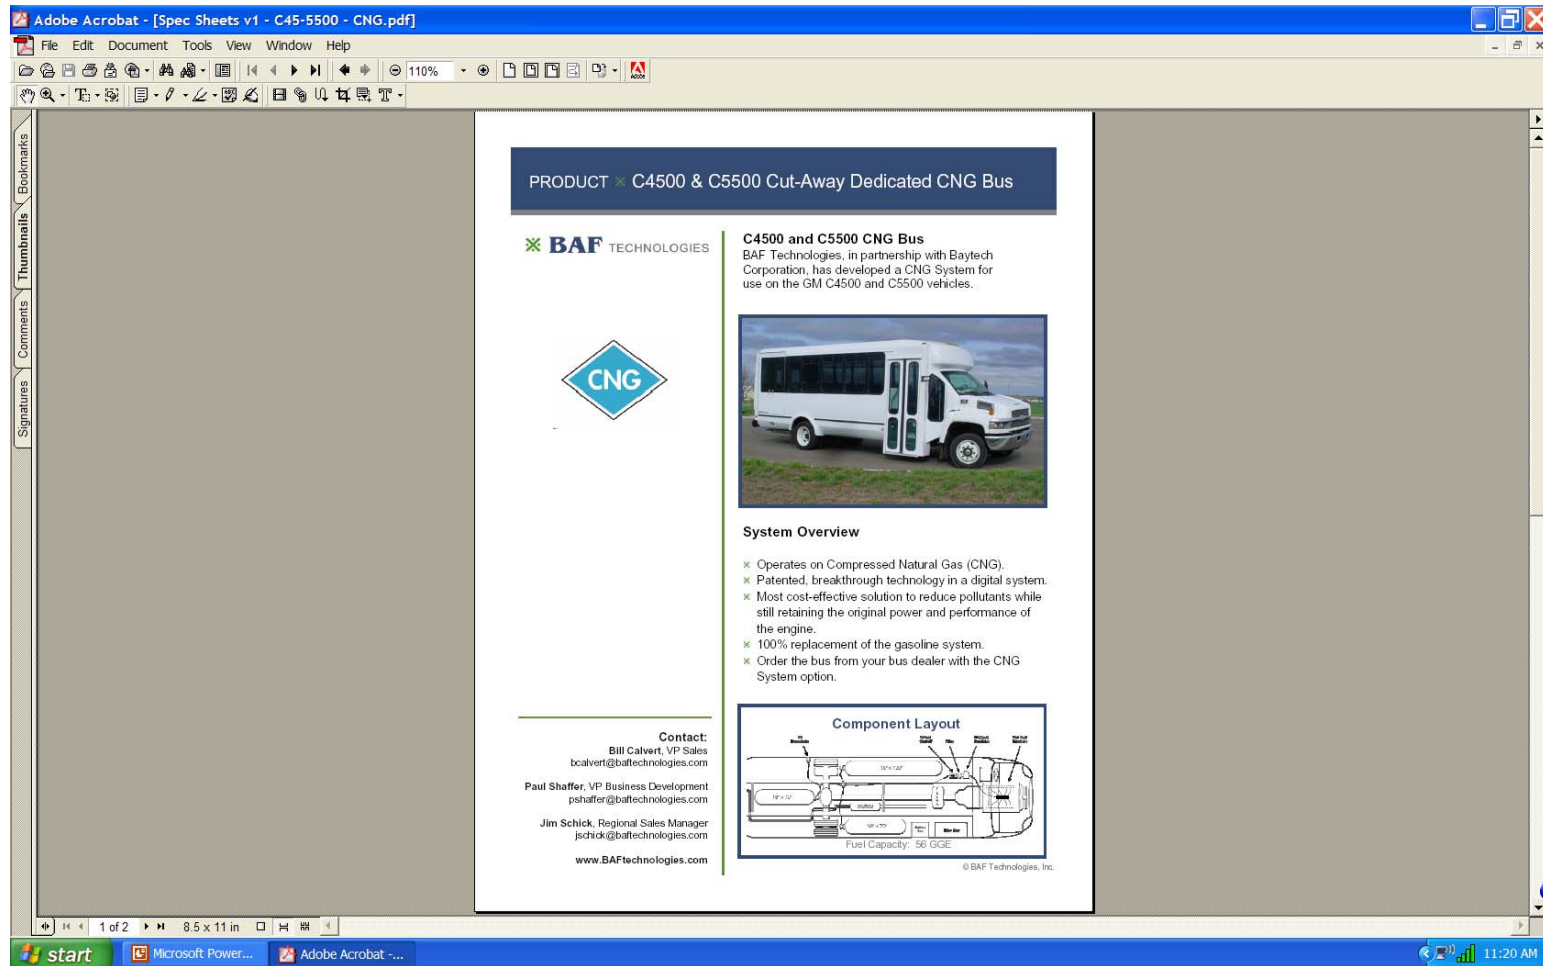 Adobe Acrobat - [Spec Sheets v1 - C45-5500 - CNG.pdf]
File Edit Document Tools View Window Help
110%
Bookmarks
Thumbnails
Comments
Signatures
PRODUCT ※ C4500 & C5500 Cut-Away Dedicated CNG Bus
※ BAF TECHNOLOGIES
CNG
Contact:
Bill Calvert, VP Sales
bcalvert@baftechnologies.com
Paul Shaffer, VP Business Development
pshaffer@baftechnologies.com
Jim Schick, Regional Sales Manager
jschick@baftechnologies.com
www.BAFtechnologies.com
C4500 and C5500 CNG Bus
BAF Technologies, in partnership with Baytech
Corporation, has developed a CNG System for
use on the GM C4500 and C5500 vehicles.
System Overview
※ Operates on Compressed Natural Gas (CNG).
※ Patented, breakthrough technology in a digital system.
※ Most cost-effective solution to reduce pollutants while
still retaining the original power and performance of
the engine.
※ 100% replacement of the gasoline system.
※ Order the bus from your bus dealer with the CNG
System option.
Component Layout
Fuel Capacity: 56 GGE
© BAF Technologies, Inc.
1 of 2 8.5 x 11 in
start Microsoft Power... Adobe Acrobat -... 11:20 AM